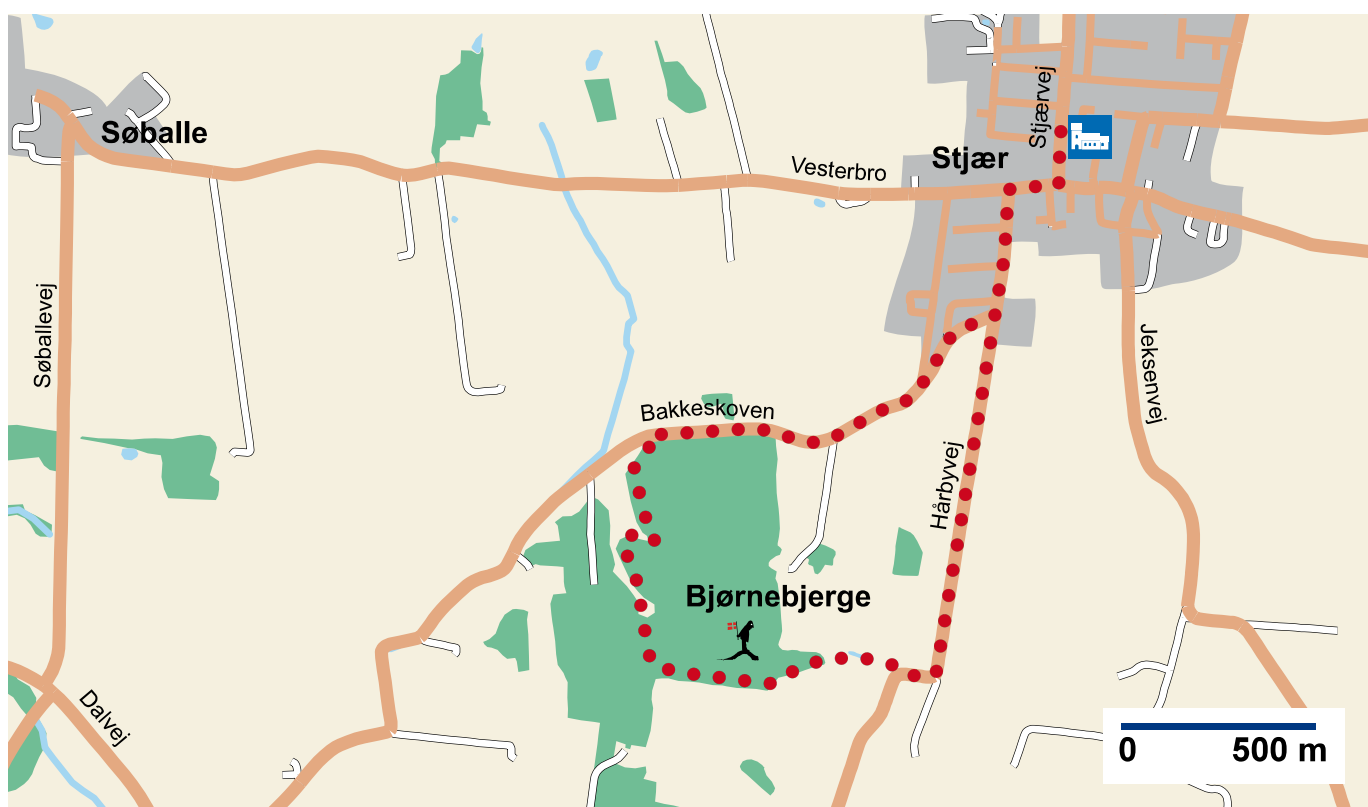 Søballe
Stjærvej
Stjær
Vesterbro
Søballevej
Jeksenvej
Bakkeskoven
Hårbyvej
Bjørnebjerge
Dalvej
0 500 m